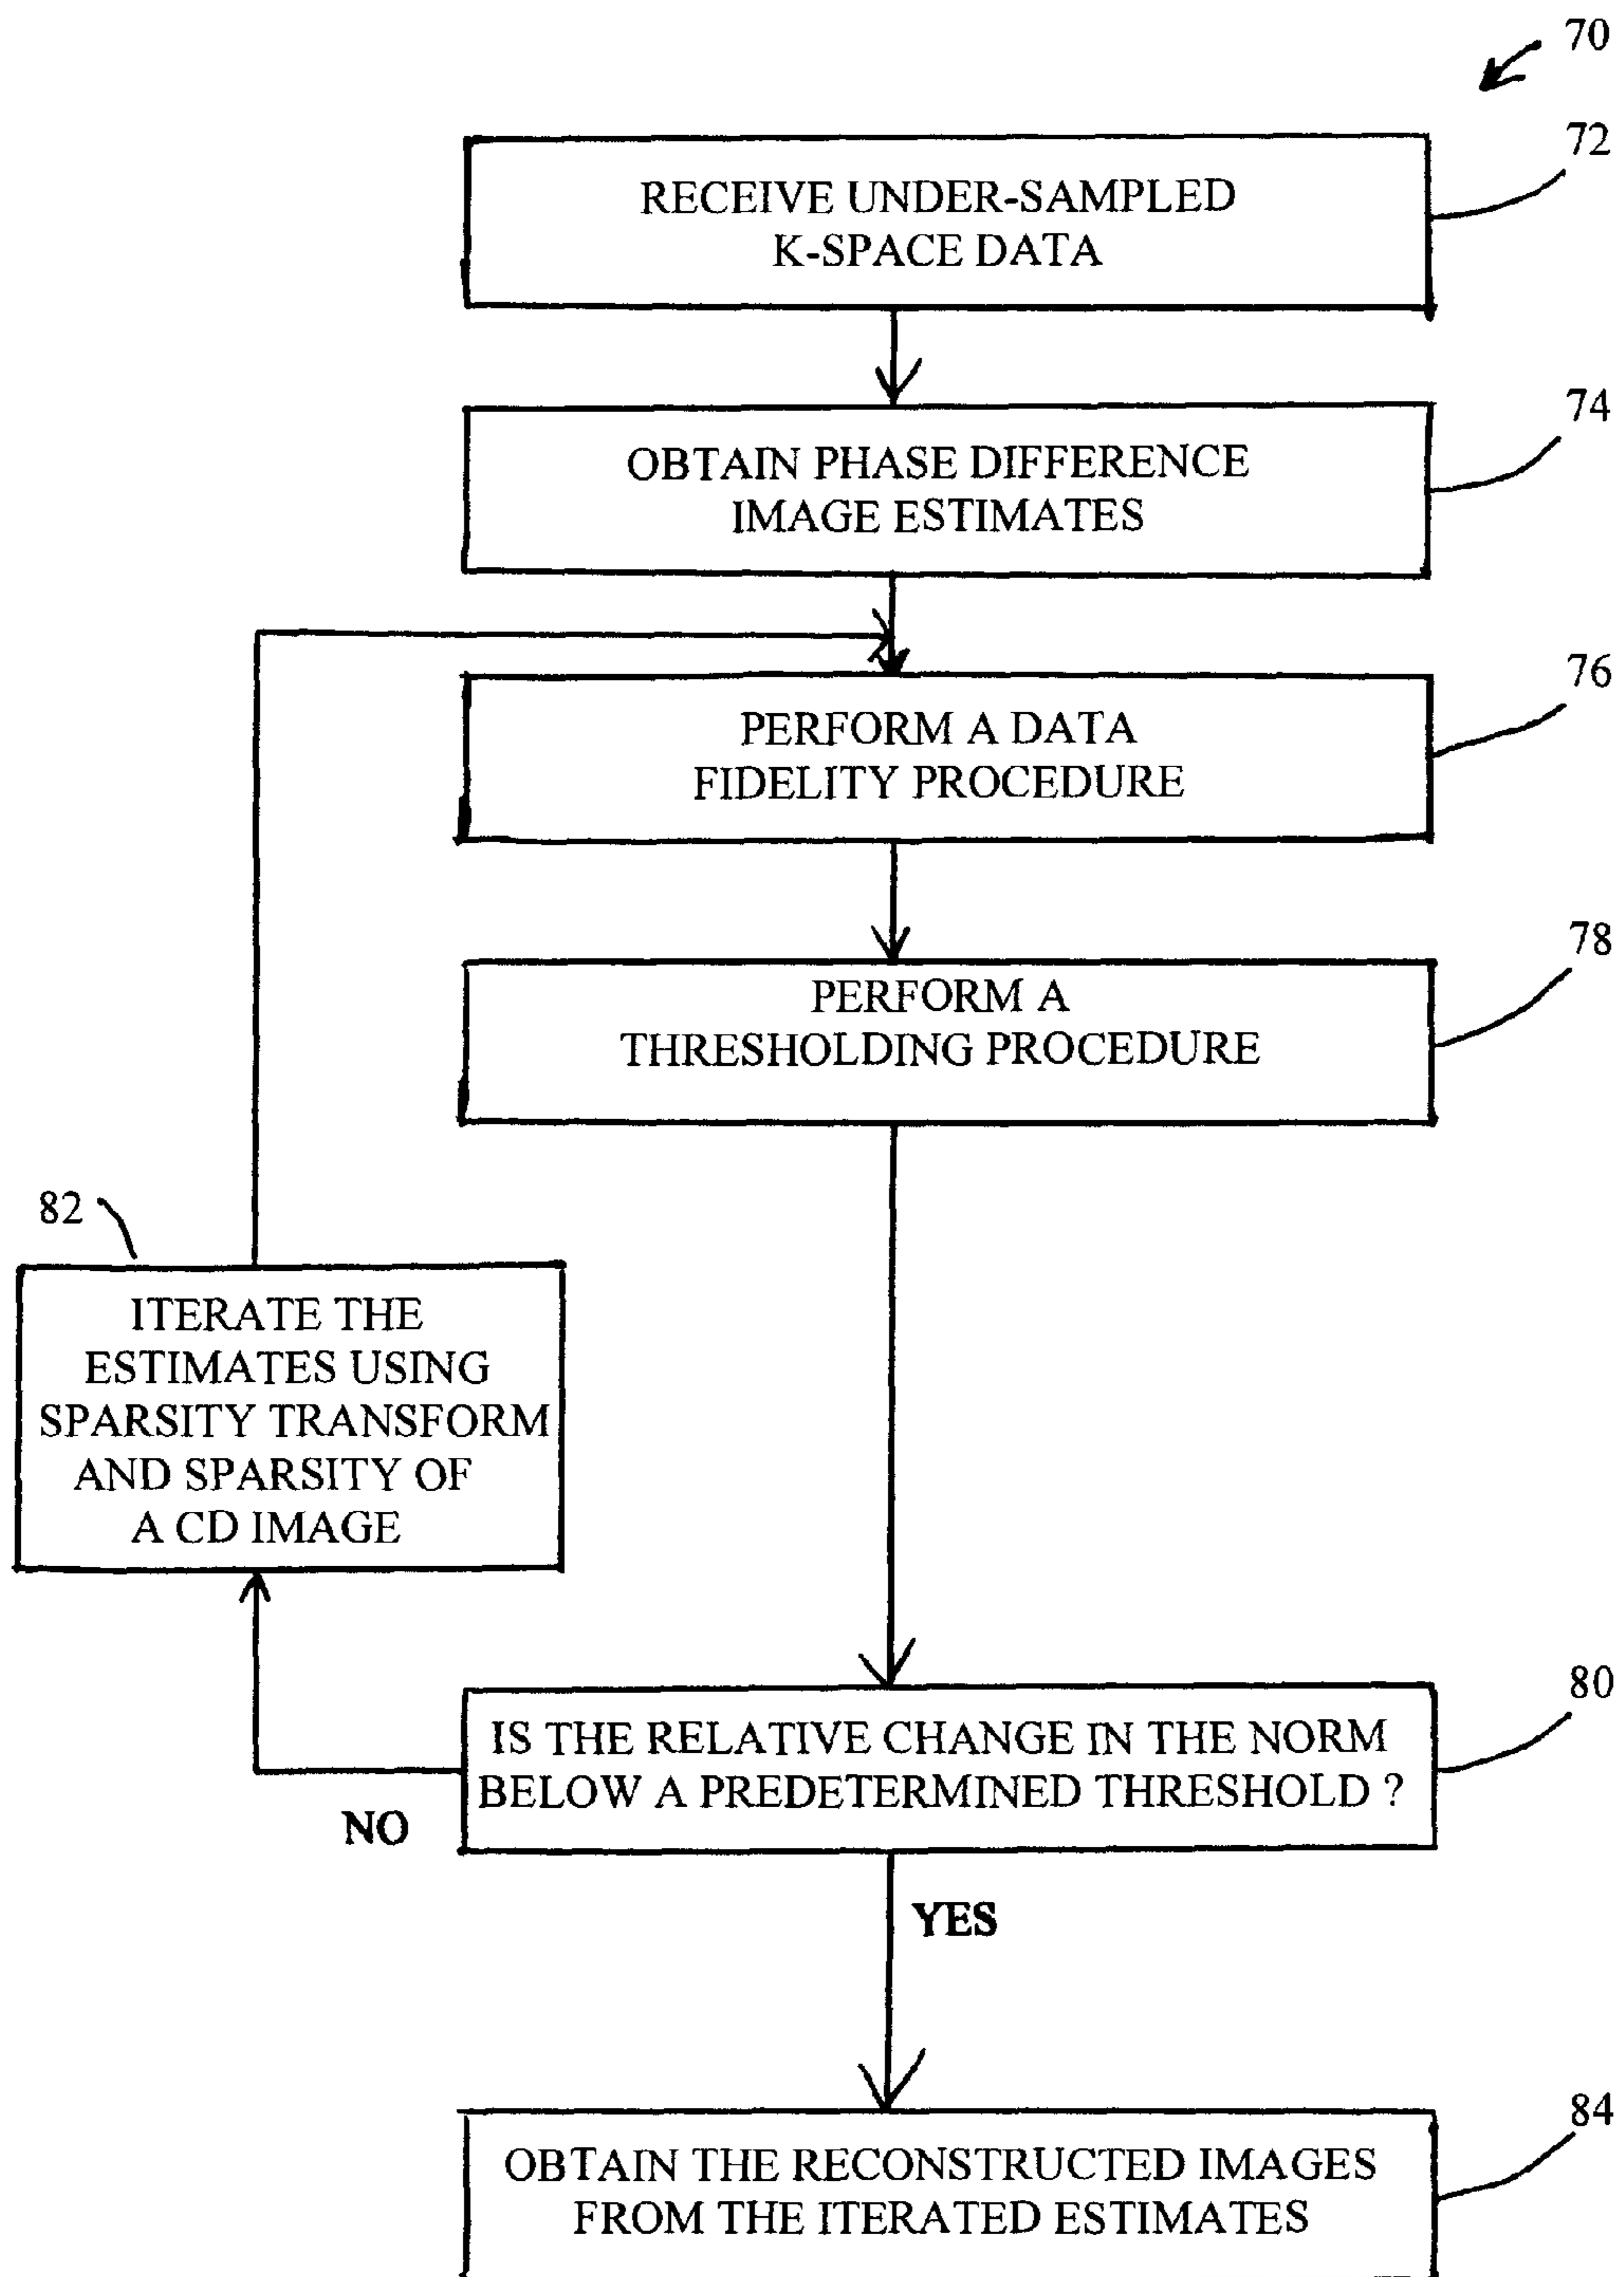 70
72
RECEIVE UNDER-SAMPLED
K-SPACE DATA
74
OBTAIN PHASE DIFFERENCE
IMAGE ESTIMATES
76
PERFORM A DATA
FIDELITY PROCEDURE
78
PERFORM A
THRESHOLDING PROCEDURE
82
ITERATE THE
ESTIMATES USING
SPARSITY TRANSFORM
AND SPARSITY OF
A CD IMAGE
80
IS THE RELATIVE CHANGE IN THE NORM
BELOW A PREDETERMINED THRESHOLD ?
NO
YES
84
OBTAIN THE RECONSTRUCTED IMAGES
FROM THE ITERATED ESTIMATES